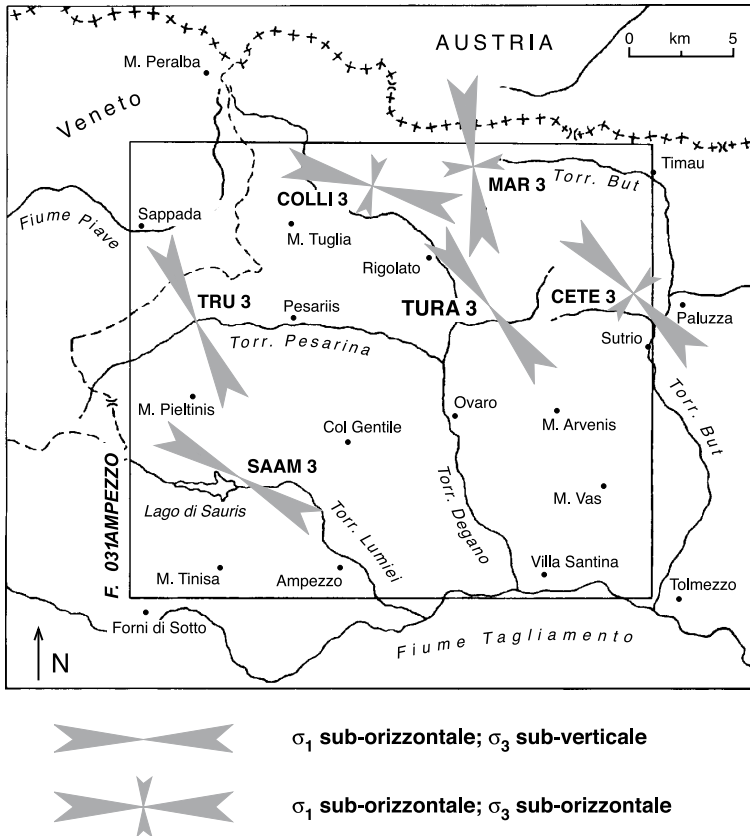 AUSTRIA
0 km 5
M. Peralba
Veneto
Timau
COLLI 3
MAR 3
Torr. But
Fiume Piave
Sappada
M. Tuglia
Rigolato
TRU 3
Pesariis
TURA 3
CETE 3
Paluzza
Torr. Pesarina
Sutrio
M. Pieltinis
Ovaro
M. Arvenis
Torr. But
Col Gentile
SAAM 3
Lago di Sauris
Torr. Lumiei
Torr. Degano
M. Vas
F. 031AMPEZZO
M. Tinisa
Ampezzo
Villa Santina
Tolmezzo
Forni di Sotto
Fiume Tagliamento
N
σ1 sub-orizzontale; σ3 sub-verticale
σ1 sub-orizzontale; σ3 sub-orizzontale